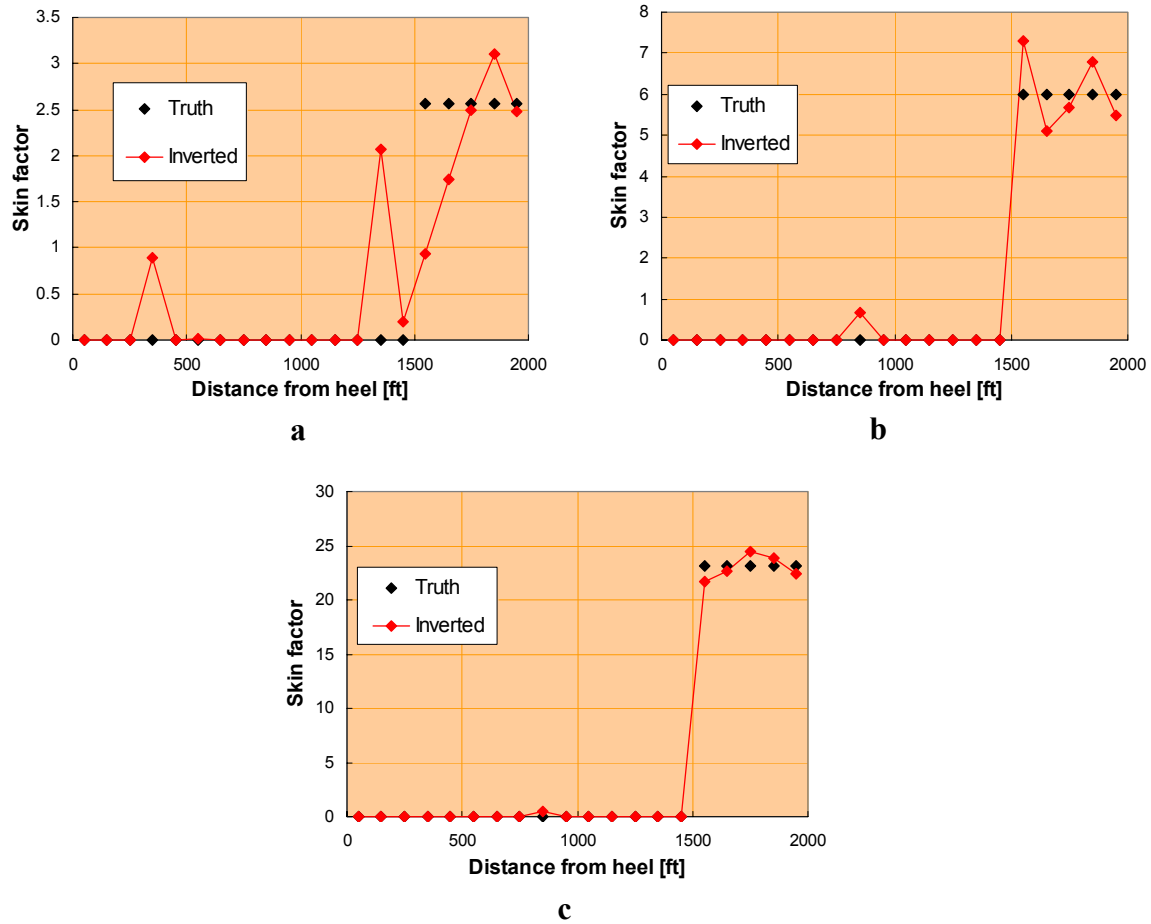 3.5
3
2.5
2
1.5
1
0.5
0
Skin factor
Truth
Inverted
0 500 1000 1500 2000
Distance from heel [ft]
a
8
7
6
5
4
3
2
1
0
Skin factor
Truth
Inverted
0 500 1000 1500 2000
Distance from heel [ft]
b
30
25
20
15
10
5
0
Skin factor
Truth
Inverted
0 500 1000 1500 2000
Distance from heel [ft]
c